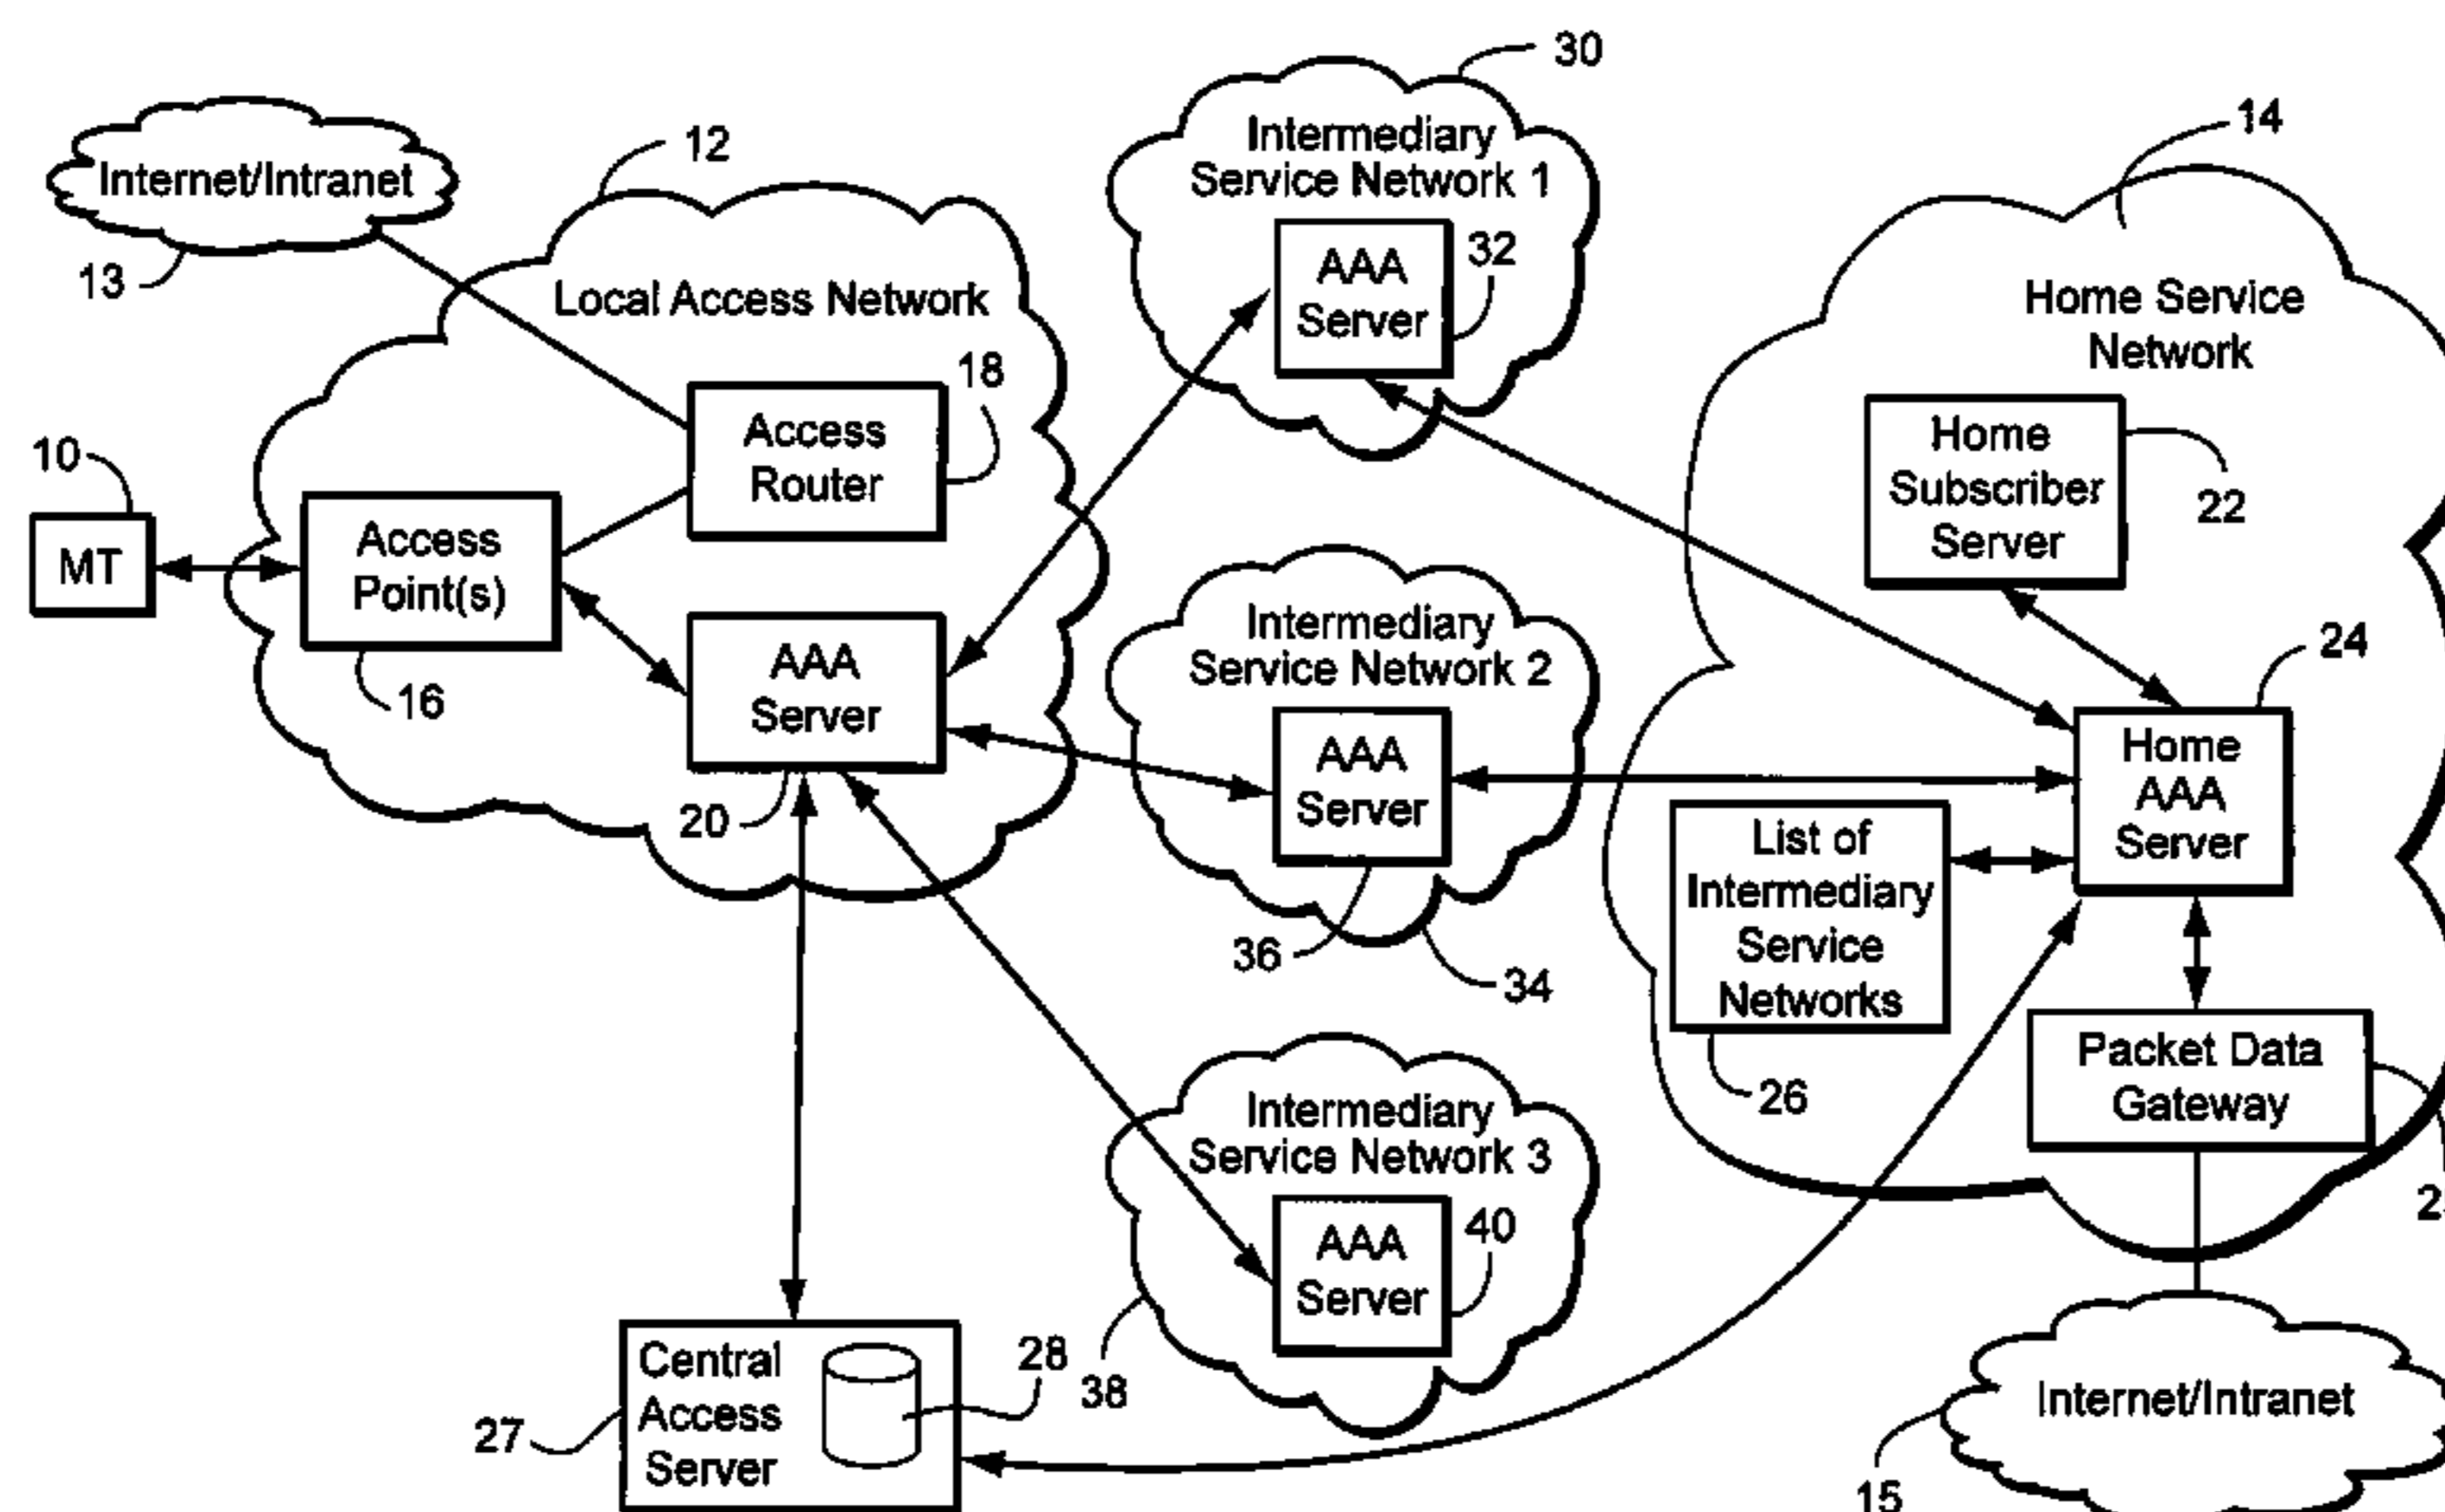 30
Internet/Intranet
13
12
Local Access Network
Intermediary
Service Network 1
AAA
Server
32
14
Home Service
Network
10
MT
Access
Point(s)
16
Access
Router
18
AAA
Server
20
Intermediary
Service Network 2
AAA
Server
36
34
Home
Subscriber
Server
22
24
Home
AAA
Server
List of
Intermediary
Service
Networks
26
Packet Data
Gateway
Intermediary
Service Network 3
AAA
Server
40
38
Central
Access
Server
27
28
Internet/Intranet
15